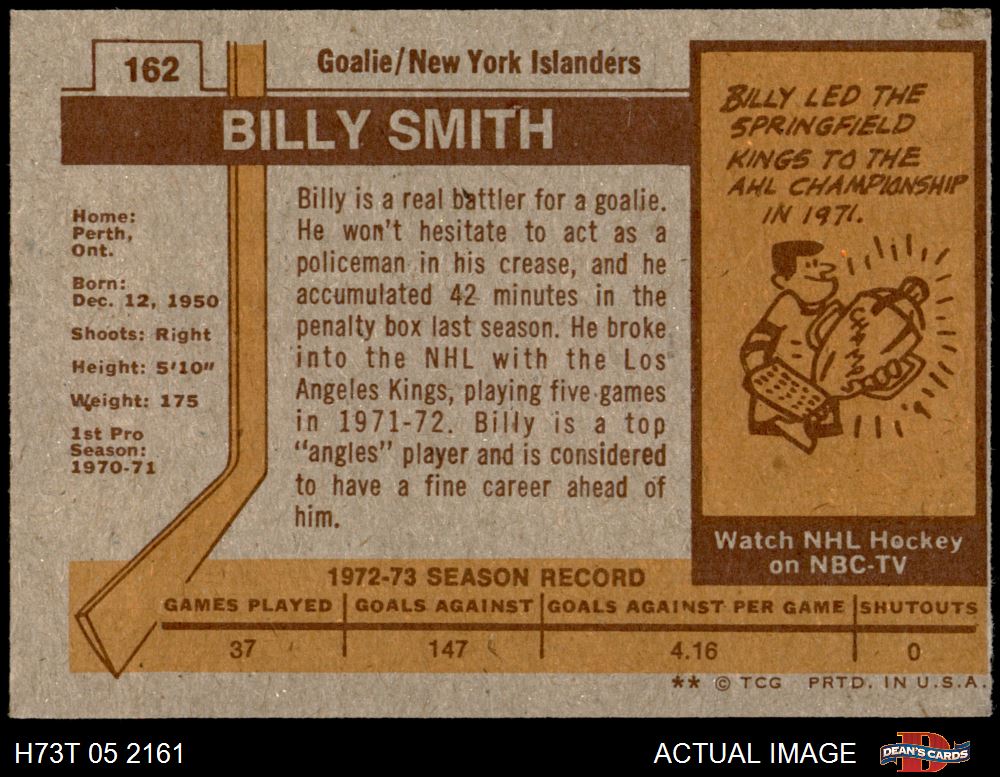 162
Goalie/New York Islanders
BILLY SMITH
Home:
Perth,
Ont.
Born:
Dec. 12, 1950
Shoots: Right
Height: 5'10"
Weight: 175
1st Pro
Season:
1970-71
Billy is a real battler for a goalie.
He won't hesitate to act as a
policeman in his crease, and he
accumulated 42 minutes in the
penalty box last season. He broke
into the NHL with the Los
Angeles Kings, playing five games
in 1971-72. Billy is a top
“angles” player and is considered
to have a fine career ahead of
him.
BILLY LED THE
SPRINGFIELD
KINGS TO THE
AHL CHAMPIONSHIP
IN 1971.
CHAMPS
Watch NHL Hockey
on NBC-TV
1972-73 SEASON RECORD
GAMES PLAYED GOALS AGAINST GOALS AGAINST PER GAME SHUTOUTS
37 147 4.16 0
** © TCG PRTD. IN U.S.A.
H73T 05 2161 ACTUAL IMAGE DEAN'S CARDS